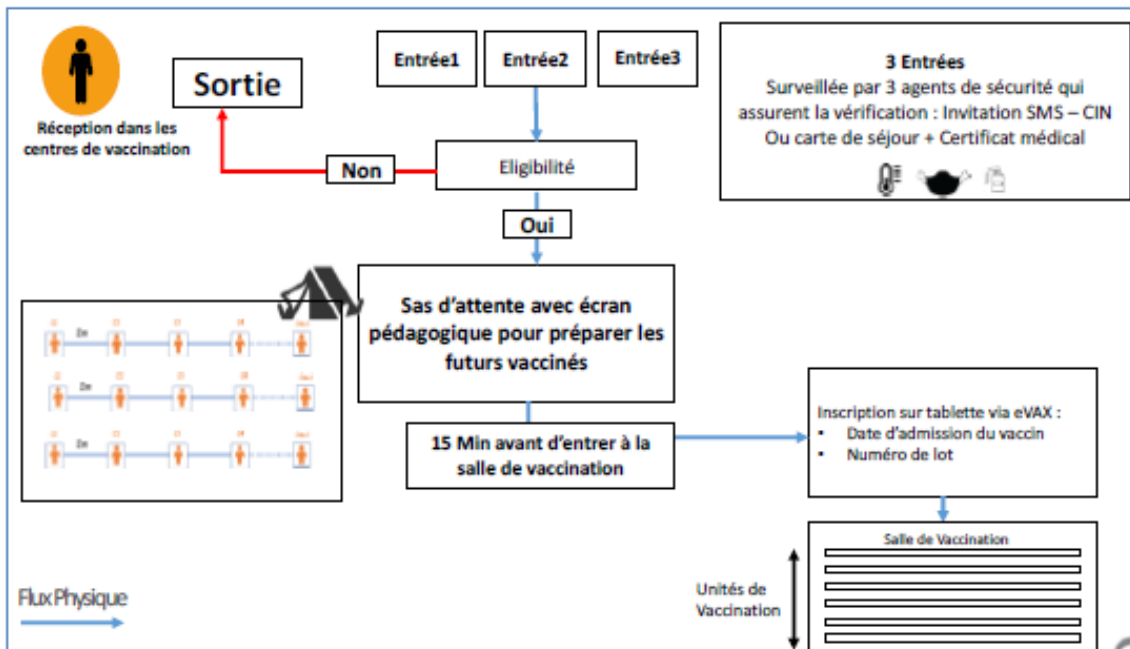 Réception dans les
centres de vaccination
Sortie
Entrée1
Entrée2
Entrée3
3 Entrées
Surveillée par 3 agents de sécurité qui
assurent la vérification : Invitation SMS – CIN
Ou carte de séjour + Certificat médical
Non
Eligibilité
Oui
Sas d'attente avec écran
pédagogique pour préparer les
futurs vaccinés
15 Min avant d'entrer à la
salle de vaccination
Inscription sur tablette via eVAX :
• Date d'admission du vaccin
• Numéro de lot
Salle de Vaccination
Unités de
Vaccination
Flux Physique